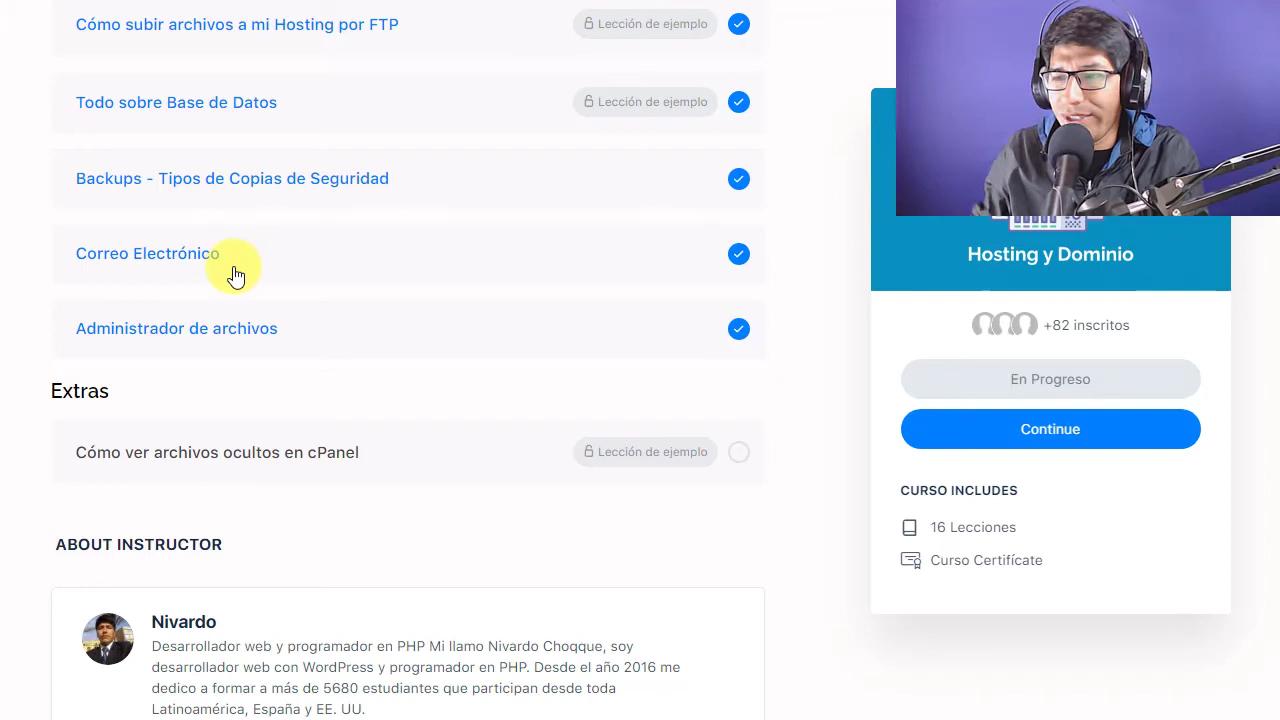 Cómo subir archivos a mi Hosting por FTP
Lección de ejemplo
Todo sobre Base de Datos
Lección de ejemplo
Backups - Tipos de Copias de Seguridad
Correo Electrónico
Administrador de archivos
Extras
Cómo ver archivos ocultos en cPanel
Lección de ejemplo
ABOUT INSTRUCTOR
Nivardo
Desarrollador web y programador en PHP Mi llamo Nivardo Choqque, soy
desarrollador web con WordPress y programador en PHP. Desde el año 2016 me
dedico a formar a más de 5680 estudiantes que participan desde toda
Latinoamérica, España y EE. UU.
Hosting y Dominio
+82 inscritos
En Progreso
Continue
CURSO INCLUDES
16 Lecciones
Curso Certifícate